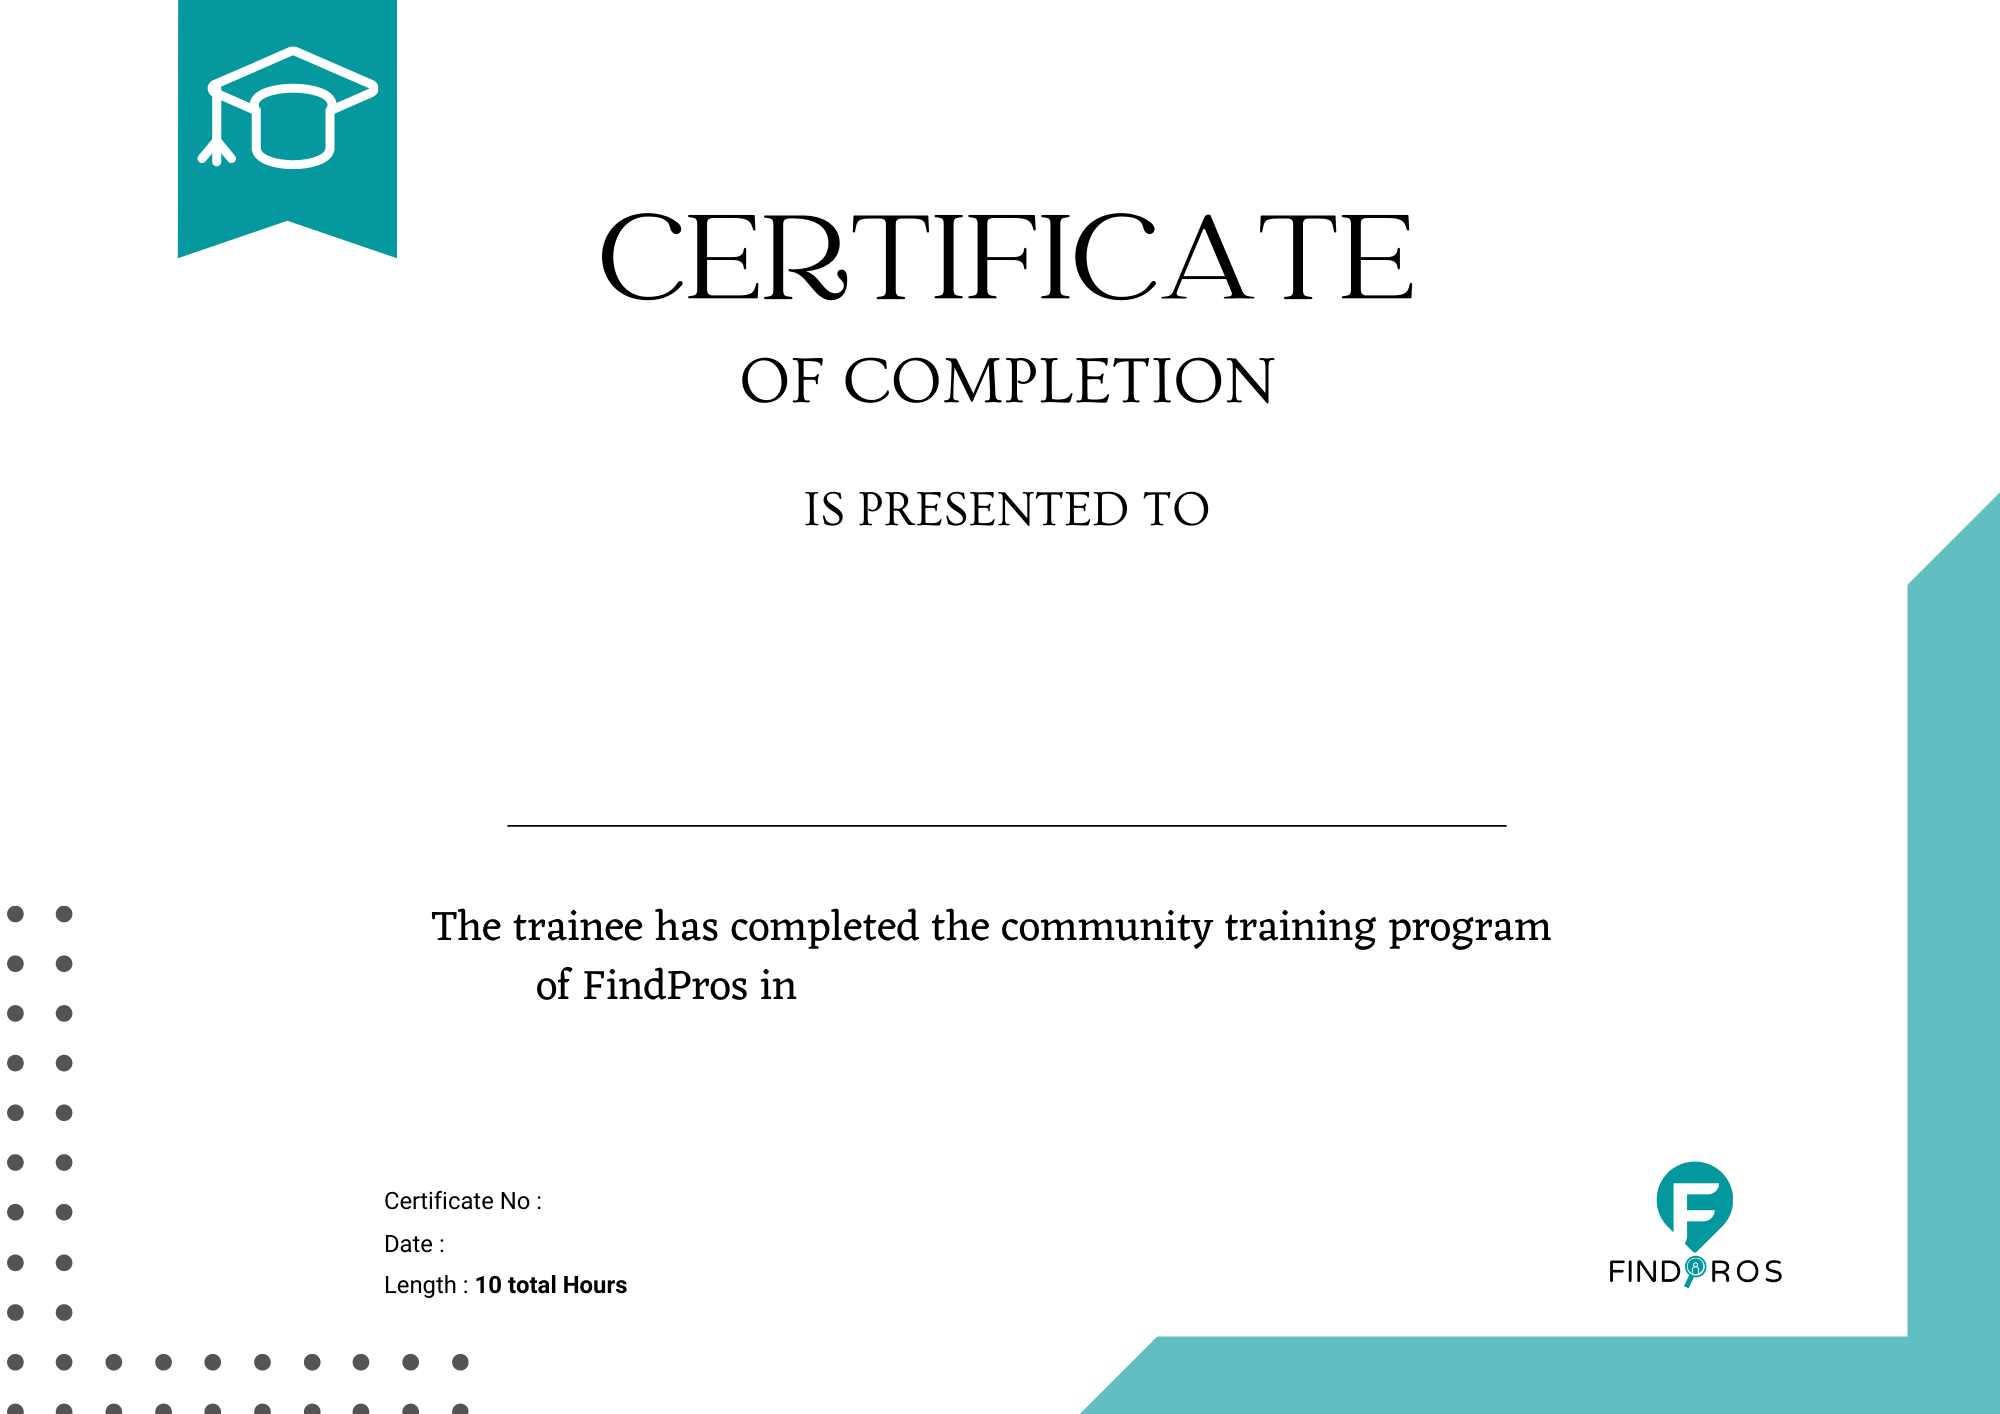 CERTIFICATE
OF COMPLETION
IS PRESENTED TO
The trainee has completed the community training program
of FindPros in
Certificate No :
Date :
Length : 10 total Hours
F
FINDPROS